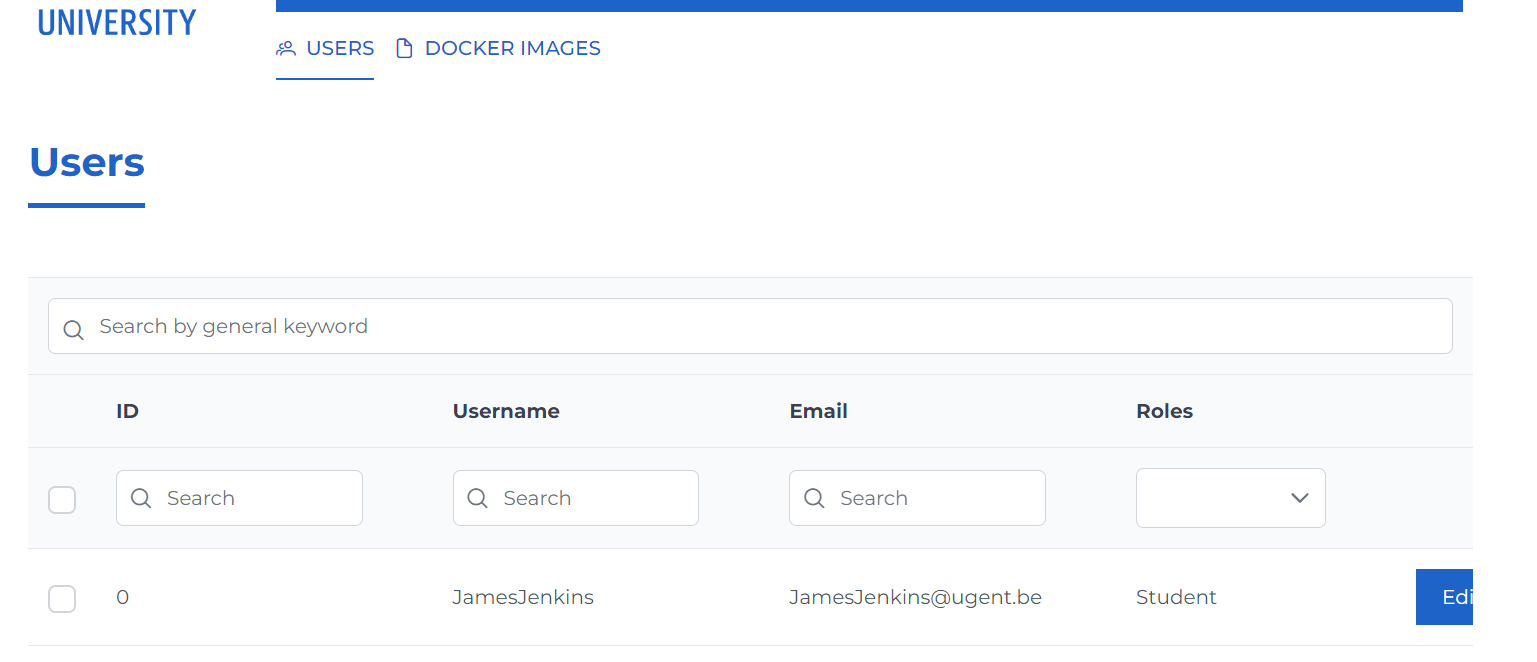 UNIVERSITY
USERS DOCKER IMAGES
Users
Search by general keyword
ID Username Email Roles
Search Search Search
0 JamesJenkins JamesJenkins@ugent.be Student Edi